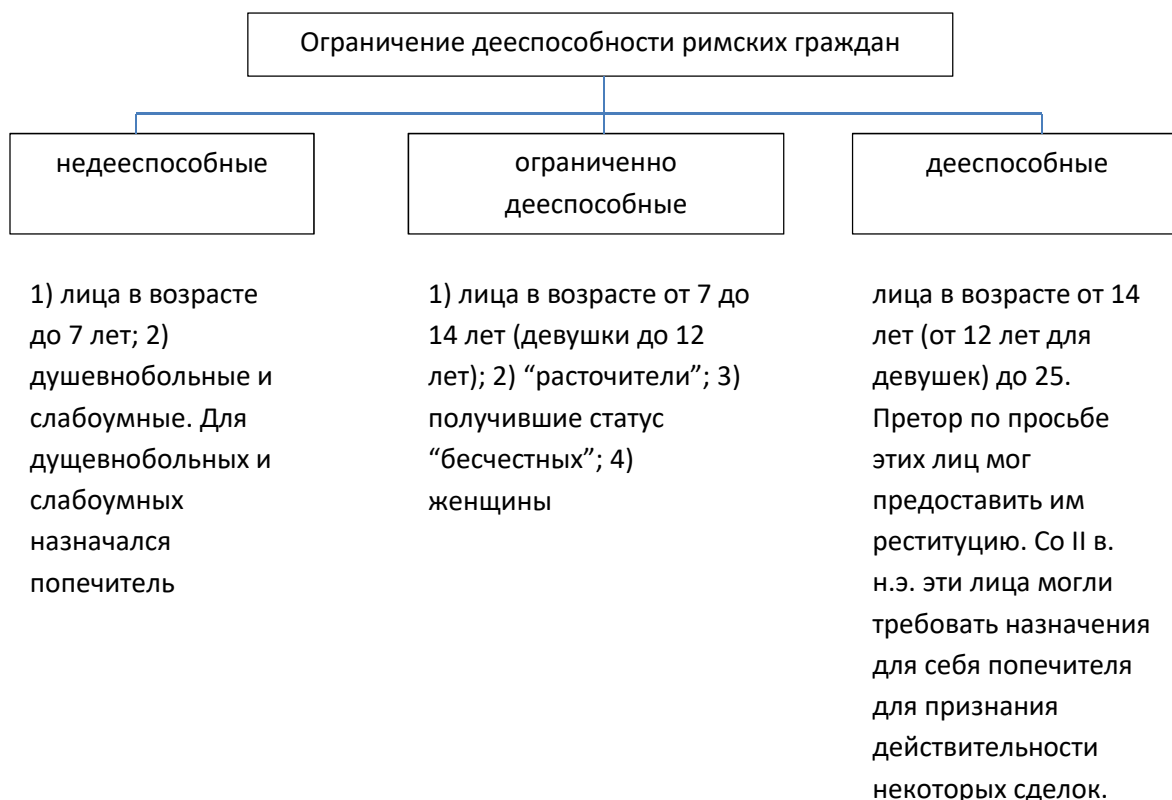 Ограничение дееспособности римских граждан
недееспособные
ограниченно
дееспособные
дееспособные
1) лица в возрасте
до 7 лет; 2)
душевнобольные и
слабоумные. Для
дущевнобольных и
слабоумных
назначался
попечитель
1) лица в возрасте от 7 до
14 лет (девушки до 12
лет); 2) “расточители”; 3)
получившие статус
“бесчестных”; 4)
женщины
лица в возрасте от 14
лет (от 12 лет для
девушек) до 25.
Претор по просьбе
этих лиц мог
предоставить им
реституцию. Со II в.
н.э. эти лица могли
требовать назначения
для себя попечителя
для признания
действительности
некоторых сделок.